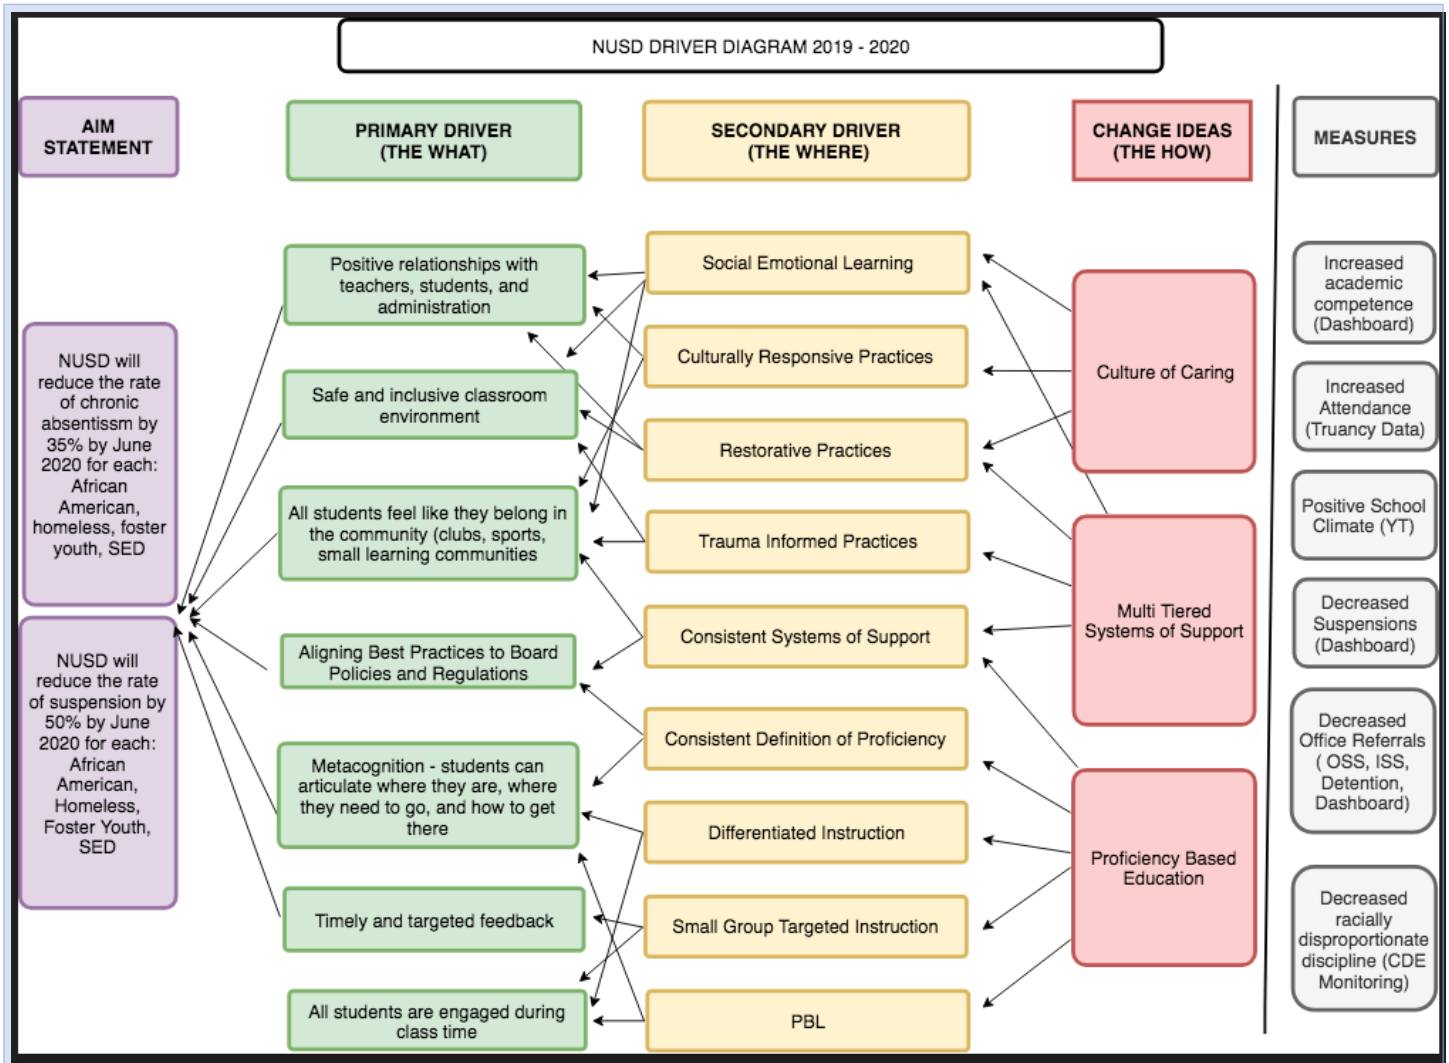 NUSD DRIVER DIAGRAM 2019 - 2020
AIM
STATEMENT
PRIMARY DRIVER
(THE WHAT)
SECONDARY DRIVER
(THE WHERE)
CHANGE IDEAS
(THE HOW)
MEASURES
NUSD will
reduce the rate
of chronic
absentissm by
35% by June
2020 for each:
African
American,
homeless, foster
youth, SED
NUSD will
reduce the rate
of suspension by
50% by June
2020 for each:
African
American,
Homeless,
Foster Youth,
SED
Positive relationships with
teachers, students, and
administration
Safe and inclusive classroom
environment
All students feel like they belong in
the community (clubs, sports,
small learning communities
Aligning Best Practices to Board
Policies and Regulations
Metacognition - students can
articulate where they are, where
they need to go, and how to get
there
Timely and targeted feedback
All students are engaged during
class time
Social Emotional Learning
Culturally Responsive Practices
Restorative Practices
Trauma Informed Practices
Consistent Systems of Support
Consistent Definition of Proficiency
Differentiated Instruction
Small Group Targeted Instruction
PBL
Culture of Caring
Multi Tiered
Systems of Support
Proficiency Based
Education
Increased
academic
competence
(Dashboard)
Increased
Attendance
(Truancy Data)
Positive School
Climate (YT)
Decreased
Suspensions
(Dashboard)
Decreased
Office Referrals
( OSS, ISS,
Detention,
Dashboard)
Decreased
racially
disproportionate
discipline (CDE
Monitoring)